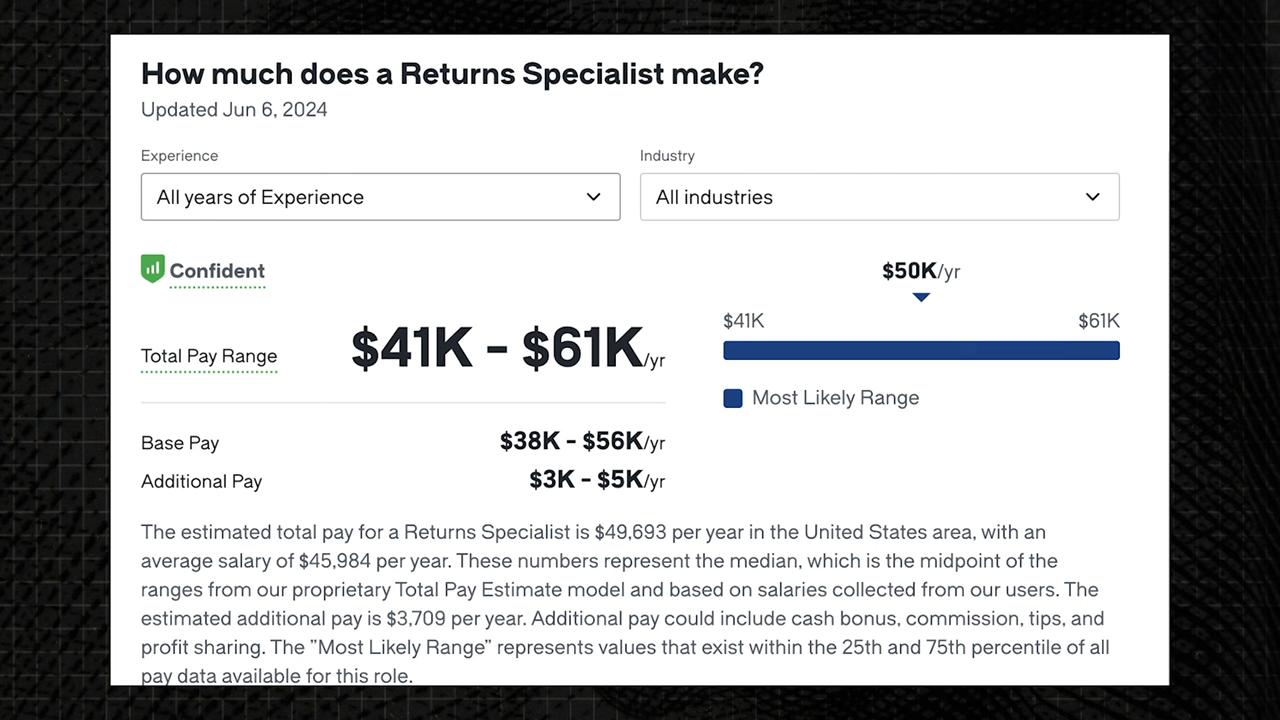 How much does a Returns Specialist make?
Updated Jun 6, 2024
Experience
Industry
All years of Experience
All industries
Confident
$50K/yr
$41K
$61K
Total Pay Range
$41K - $61K/yr
Most Likely Range
Base Pay
$38K - $56K/yr
Additional Pay
$3K - $5K/yr
The estimated total pay for a Returns Specialist is $49,693 per year in the United States area, with an
average salary of $45,984 per year. These numbers represent the median, which is the midpoint of the
ranges from our proprietary Total Pay Estimate model and based on salaries collected from our users. The
estimated additional pay is $3,709 per year. Additional pay could include cash bonus, commission, tips, and
profit sharing. The ”Most Likely Range” represents values that exist within the 25th and 75th percentile of all
pay data available for this role.